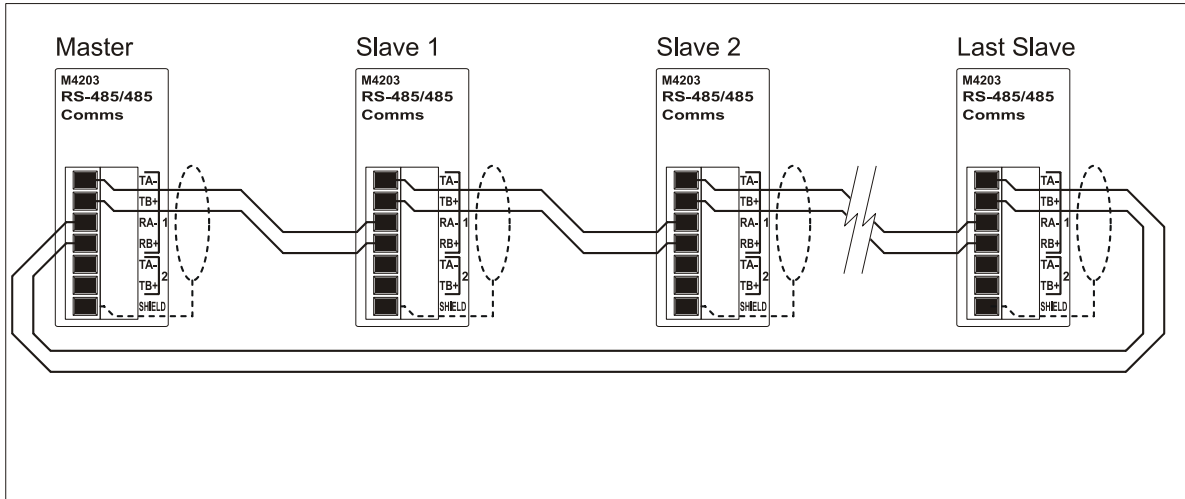 Master
M4203
RS-485/485
Comms
TA-
TB+
RA- 1
RB+
TA-
2
TB+
SHIELD
Slave 1
M4203
RS-485/485
Comms
TA-
TB+
RA- 1
RB+
TA-
2
TB+
SHIELD
Slave 2
M4203
RS-485/485
Comms
TA-
TB+
RA- 1
RB+
TA-
2
TB+
SHIELD
Last Slave
M4203
RS-485/485
Comms
TA-
TB+
RA- 1
RB+
TA-
2
TB+
SHIELD